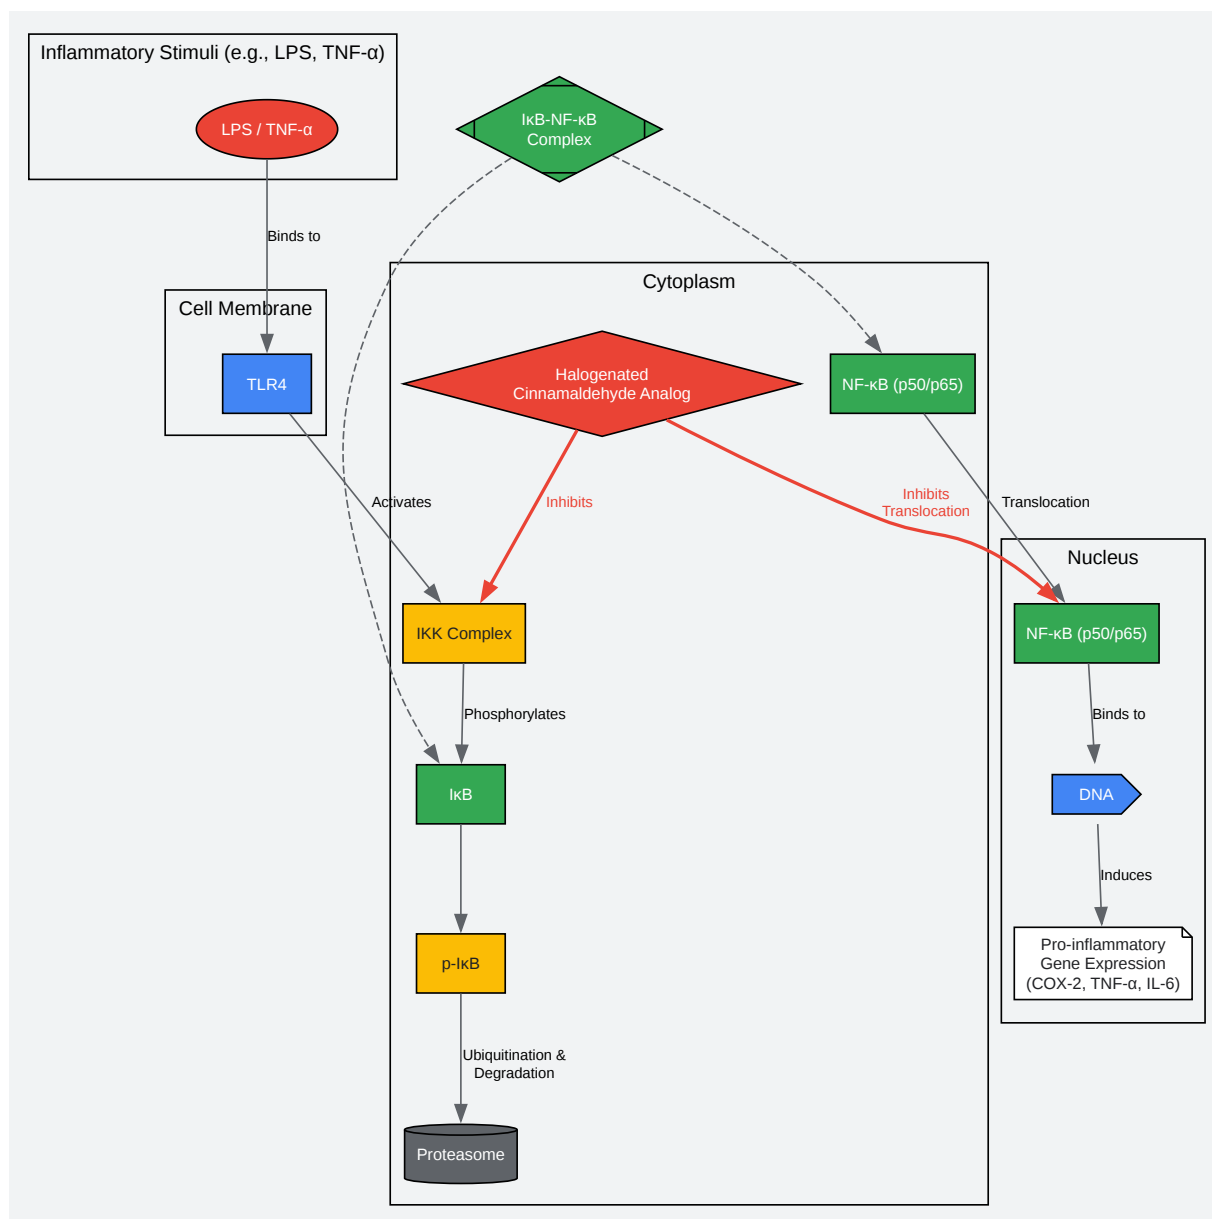 Inflammatory Stimuli (e.g., LPS, TNF-α)
LPS / TNF-α
IκB-NF-κB
Complex
Binds to
Cytoplasm
Cell Membrane
TLR4
Halogenated
Cinnamaldehyde Analog
NF-κB (p50/p65)
Activates
Inhibits
Inhibits
Translocation
Translocation
Nucleus
IKK Complex
NF-κB (p50/p65)
Phosphorylates
Binds to
IκB
DNA
Induces
p-IκB
Pro-inflammatory
Gene Expression
(COX-2, TNF-α, IL-6)
Ubiquitination &
Degradation
Proteasome